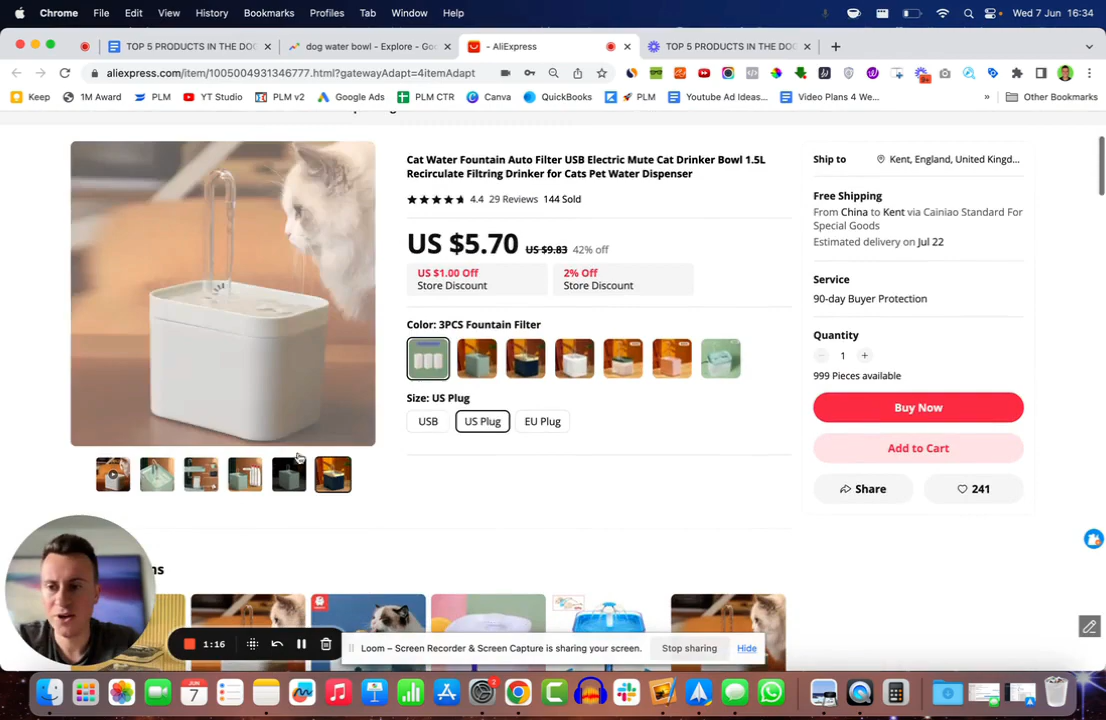 Chrome File Edit View History Bookmarks Profiles Tab Window Help Wed 7 Jun 16:34
TOP 5 PRODUCTS IN THE DO dog water bowl - Explore - Go - AliExpress TOP 5 PRODUCTS IN THE DO
aliexpress.com/item/1005004931346777.html?gatewayAdapt=4itemAdapt
Keep 1M Award PLM YT Studio PLM v2 Google Ads PLM CTR Canva QuickBooks PLM Youtube Ad Ideas... Video Plans 4 We... » Other Bookmarks
Cat Water Fountain Auto Filter USB Electric Mute Cat Drinker Bowl 1.5L
Recirculate Filtring Drinker for Cats Pet Water Dispenser
4.4 29 Reviews 144 Sold
US $5.70 US $9.83 42% off
US $1.00 Off
Store Discount
2% Off
Store Discount
Color: 3PCS Fountain Filter
Size: US Plug
USB US Plug EU Plug
Ship to Kent, England, United Kingd...
Free Shipping
From China to Kent via Cainiao Standard For
Special Goods
Estimated delivery on Jul 22
Service
90-day Buyer Protection
Quantity
1
999 Pieces available
Buy Now
Add to Cart
Share 241
1:16
Loom – Screen Recorder & Screen Capture is sharing your screen. Stop sharing Hide
JUN
7
2